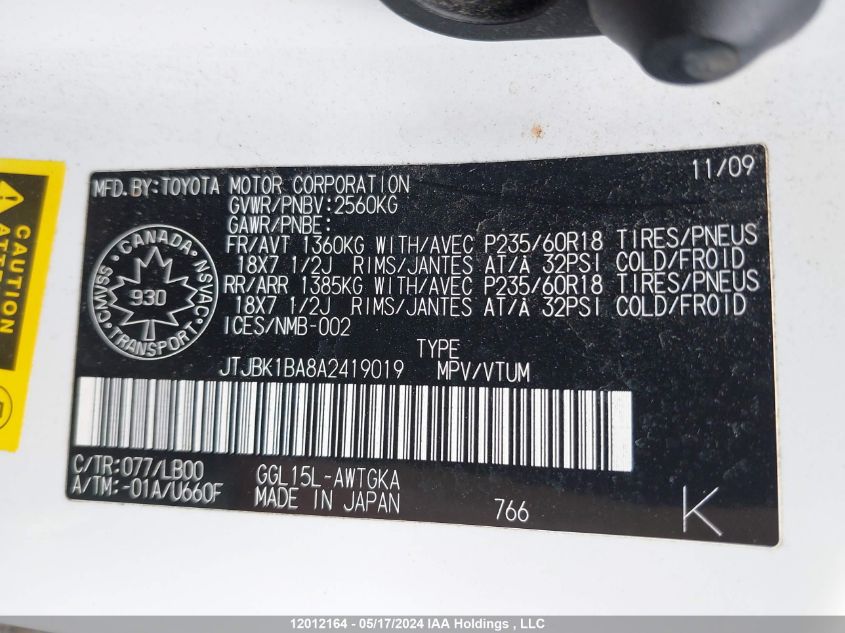 11/09
MFD. BY: TOYOTA MOTOR CORPORATION
GVWR/PNBV: 2560KG
GAWR/PNBE:
FR/AVT 1360KG WITH/AVEC P235/60R18 TIRES/PNEUS
18X7 1/2J RIMS/JANTES AT/À 32PSI COLD/FROID
RR/ARR 1385KG WITH/AVEC P235/60R18 TIRES/PNEUS
18X7 1/2J RIMS/JANTES AT/À 32PSI COLD/FROID
ICES/NMB-002
CANADA
CMVSS 930 NSVAC
TRANSPORT
TYPE
JTJBK1BA8A2419019 MPV/VTUM
C/TR: 077/LB00 GGL15L-AWTGKA
A/TM: -01A/U660F MADE IN JAPAN 766 K
CAUTION
12012164 - 05/17/2024 IAA Holdings , LLC